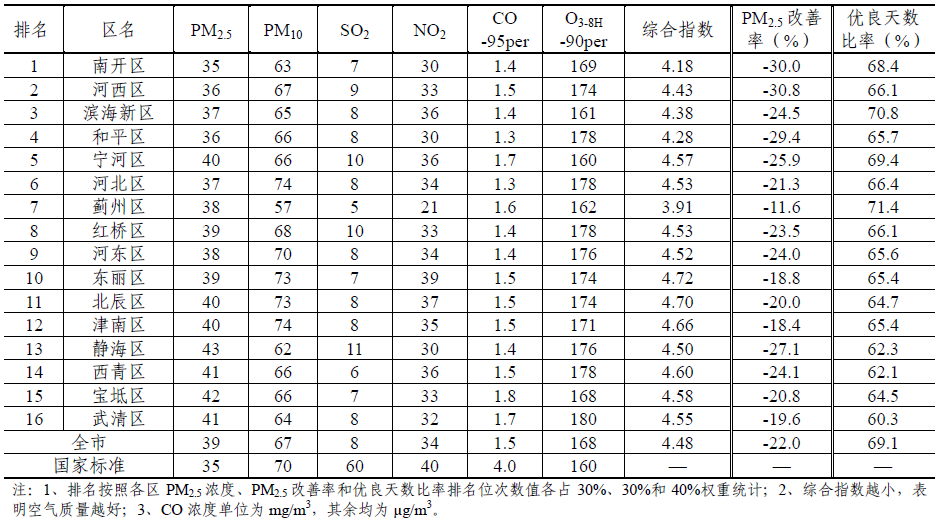 排名 区名 PM2.5 PM10 SO2 NO2 CO-95per O3-8H-90per 综合指数 PM2.5改善率(%) 优良天数比率(%)
1 南开区 35 63 7 30 1.4 169 4.18 -30.0 68.4
2 河西区 36 67 9 33 1.5 174 4.43 -30.8 66.1
3 滨海新区 37 65 8 36 1.4 161 4.38 -24.5 70.8
4 和平区 36 66 8 30 1.3 178 4.28 -29.4 65.7
5 宁河区 40 66 10 36 1.7 160 4.57 -25.9 69.4
6 河北区 37 74 8 34 1.3 178 4.53 -21.3 66.4
7 蓟州区 38 57 5 21 1.6 162 3.91 -11.6 71.4
8 红桥区 39 68 10 33 1.4 178 4.53 -23.5 66.1
9 河东区 38 70 8 34 1.4 176 4.52 -24.0 65.6
10 东丽区 39 73 7 39 1.5 174 4.72 -18.8 65.4
11 北辰区 40 73 8 37 1.5 174 4.70 -20.0 64.7
12 津南区 40 74 8 35 1.5 171 4.66 -18.4 65.4
13 静海区 43 62 11 30 1.4 176 4.50 -27.1 62.3
14 西青区 41 66 6 36 1.5 178 4.60 -24.1 62.1
15 宝坻区 42 66 7 33 1.8 168 4.58 -20.8 64.5
16 武清区 41 64 8 32 1.7 180 4.55 -19.6 60.3
全市 39 67 8 34 1.5 168 4.48 -22.0 69.1
国家标准 35 70 60 40 4.0 160 — — —
注：1、排名按照各区 PM2.5 浓度、PM2.5 改善率和优良天数比率排名位次数值各占 30%、30%和 40%权重统计；2、综合指数越小，表
明空气质量越好；3、CO 浓度单位为 mg/m³，其余均为 μg/m³。